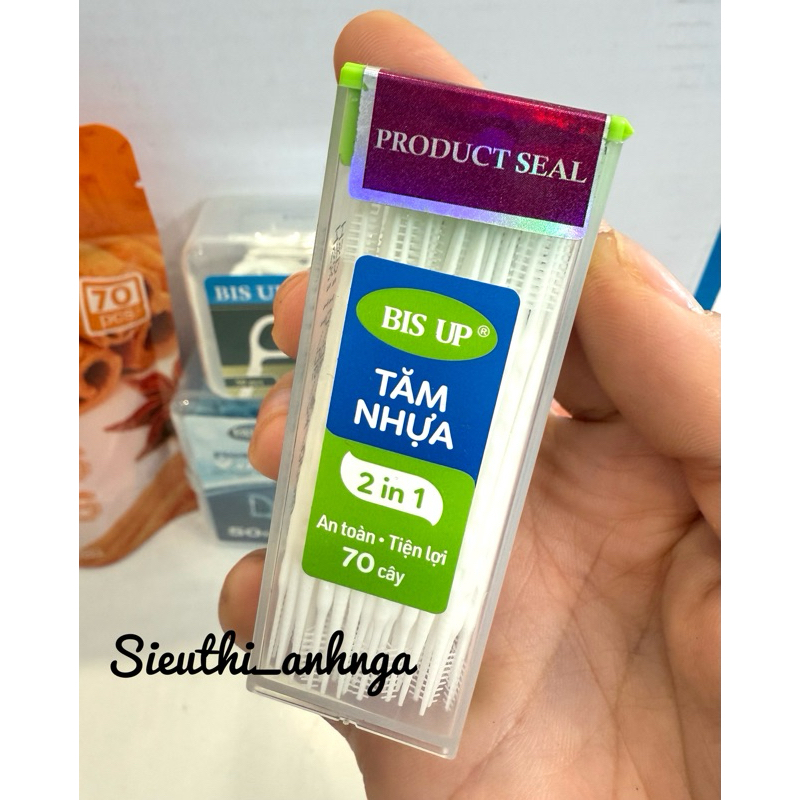 PRODUCT SEAL
BIS UP®
TĂM
NHỰA
2 in 1
An toàn • Tiện lợi
70 cây
Sieuthi_anhnga
70
pcs
BIS UP